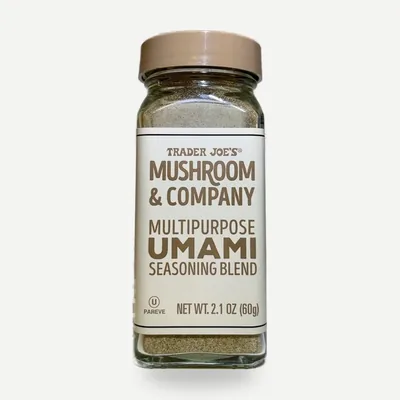 TRADER JOE'S®
MUSHROOM
& COMPANY
MULTIPURPOSE
UMAMI
SEASONING BLEND
U
PAREVE
NET WT. 2.1 OZ (60g)